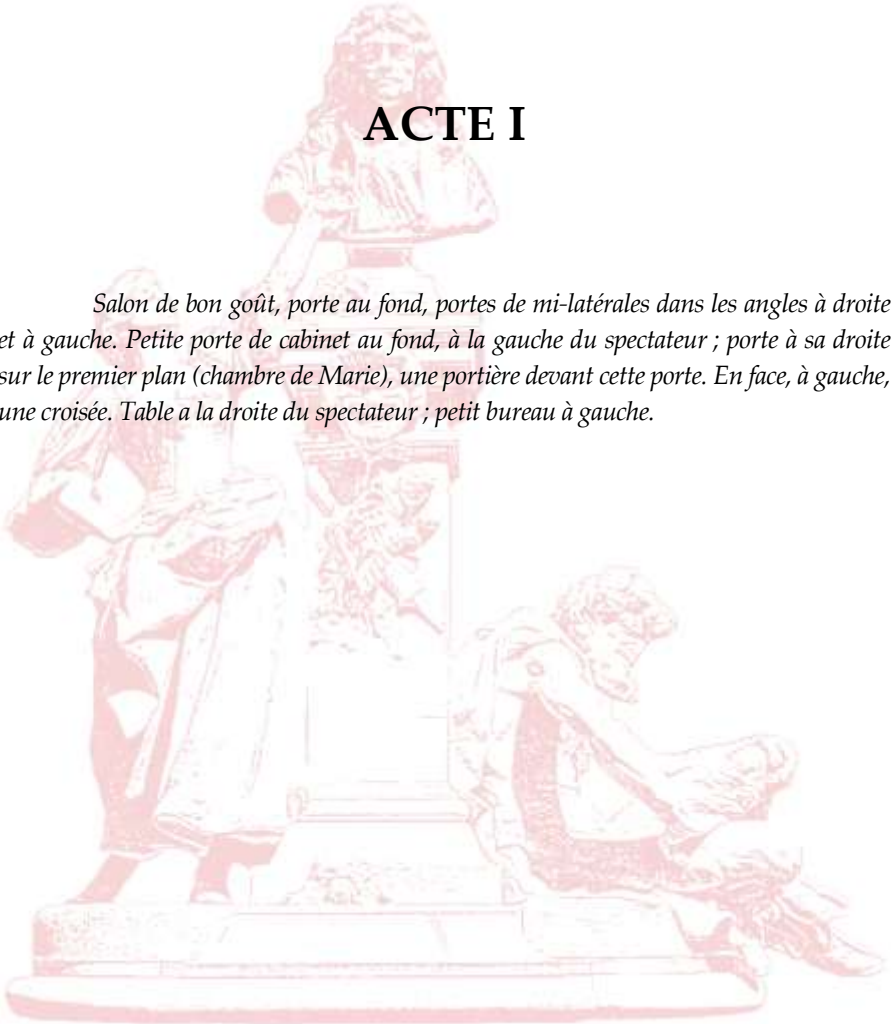 ACTE I
Salon de bon goût, porte au fond, portes de mi-latérales dans les angles à droite
et à gauche. Petite porte de cabinet au fond, à la gauche du spectateur ; porte à sa droite
sur le premier plan (chambre de Marie), une portière devant cette porte. En face, à gauche,
une croisée. Table a la droite du spectateur ; petit bureau à gauche.